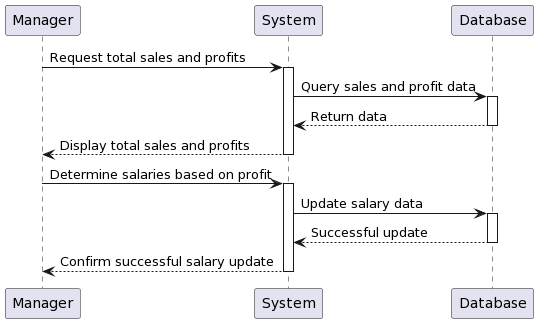 Manager
System
Database
Request total sales and profits
Query sales and profit data
Return data
Display total sales and profits
Determine salaries based on profit
Update salary data
Successful update
Confirm successful salary update
Manager
System
Database